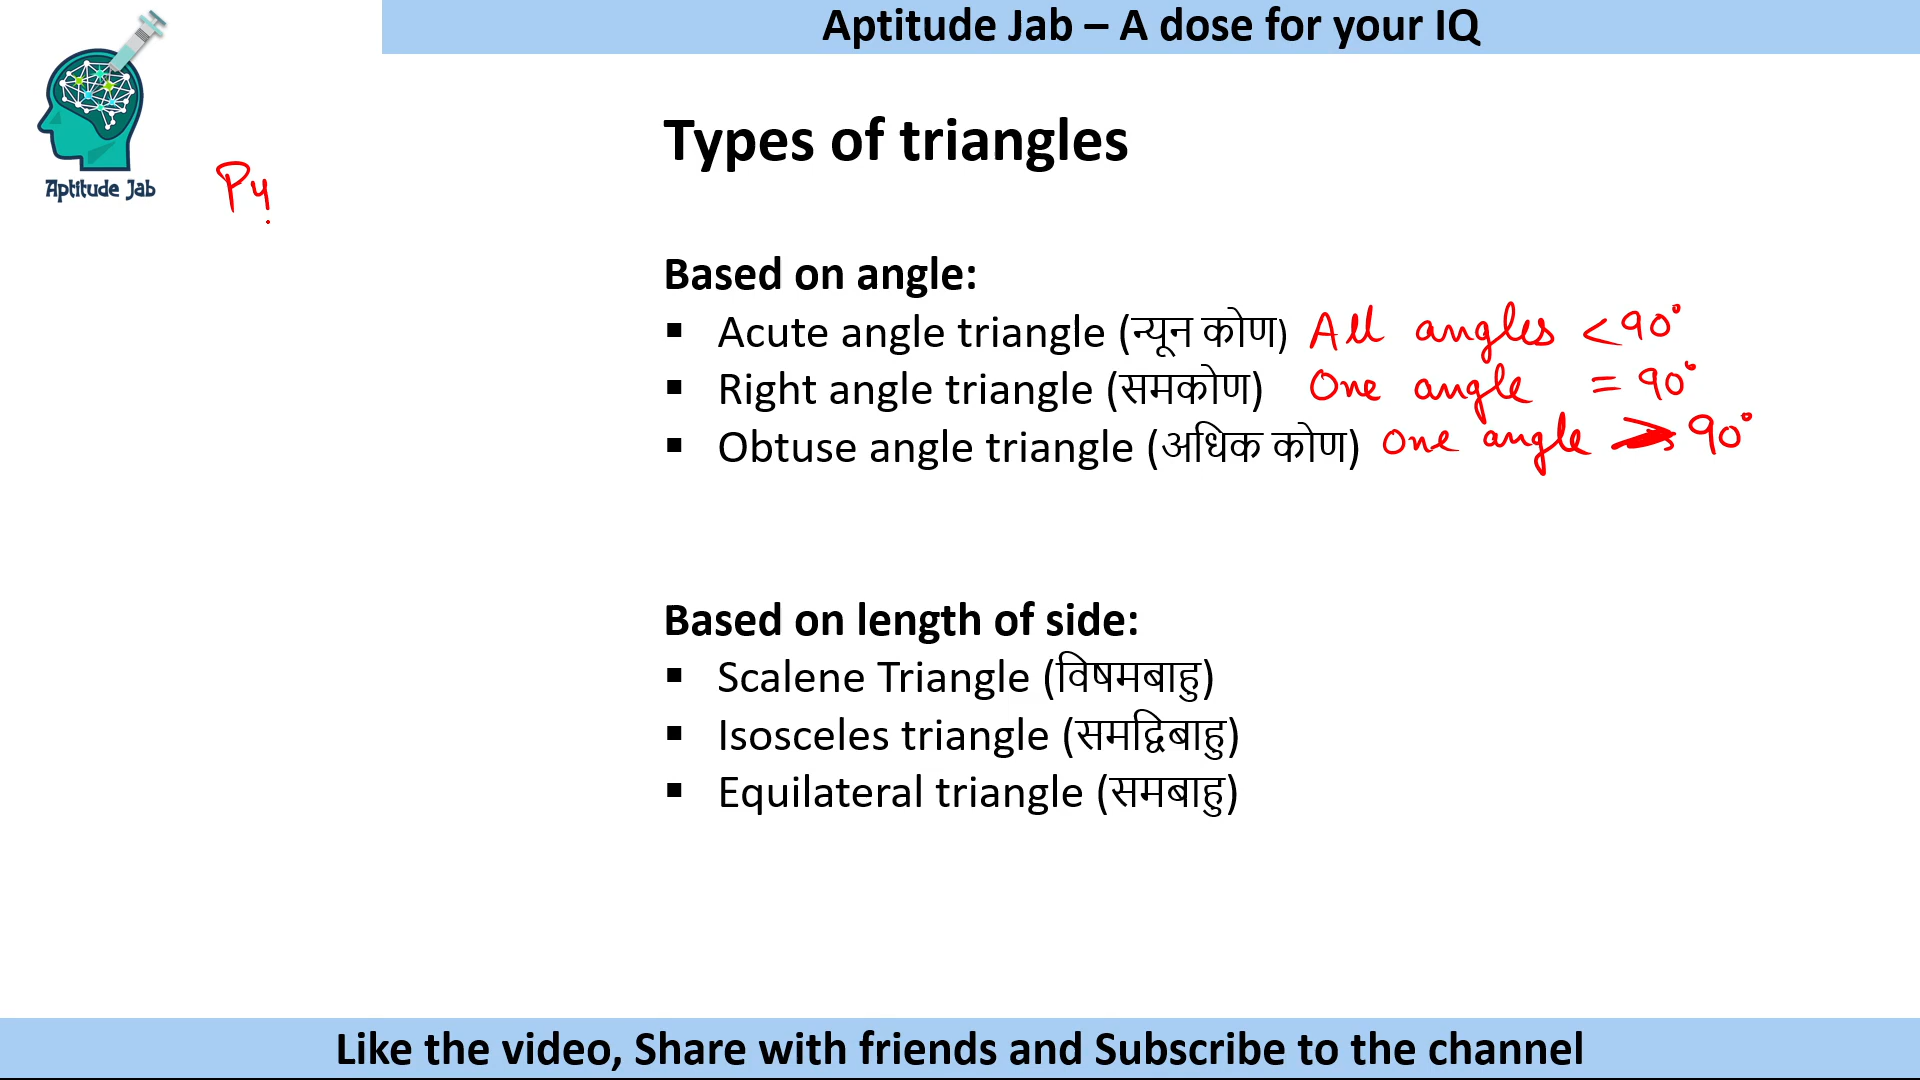 Aptitude Jab – A dose for your IQ
Aptitude Jab
Py
Types of triangles
Based on angle:
▪ Acute angle triangle (न्यून कोण) All angles < 90°
▪ Right angle triangle (समकोण) One angle = 90°
▪ Obtuse angle triangle (अधिक कोण) One angle > 90°
Based on length of side:
▪ Scalene Triangle (विषमबाहु)
▪ Isosceles triangle (समद्विबाहु)
▪ Equilateral triangle (समबाहु)
Like the video, Share with friends and Subscribe to the channel